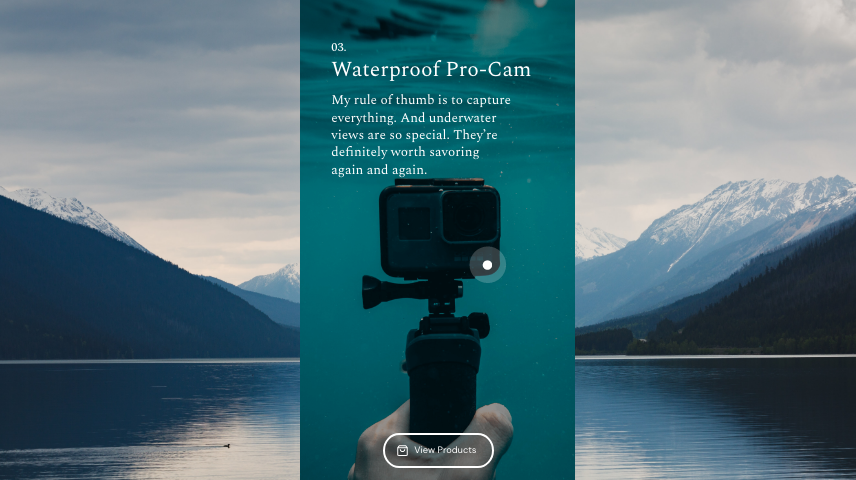 03.
Waterproof Pro-Cam
My rule of thumb is to capture
everything. And underwater
views are so special. They’re
definitely worth savoring
again and again.
View Products